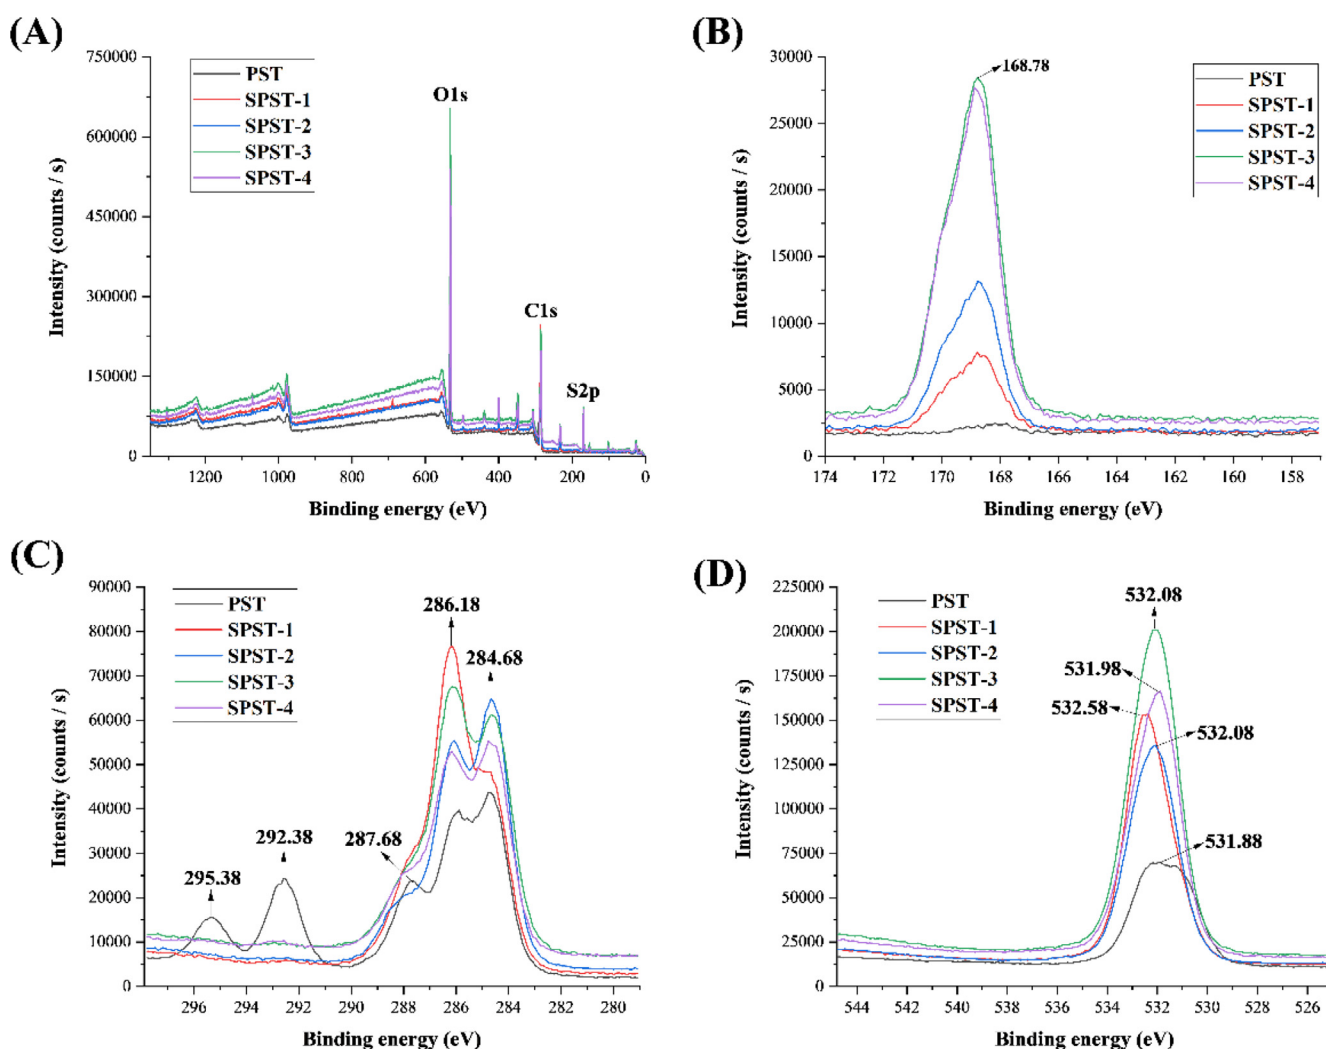 (A)
750000
600000
450000
300000
150000
0
Intensity (counts / s)
PST
SPST-1
SPST-2
SPST-3
SPST-4
O1s
C1s
S2p
1200
1000
800
600
400
200
0
Binding energy (eV)
(B)
30000
25000
20000
15000
10000
5000
0
Intensity (counts / s)
168.78
PST
SPST-1
SPST-2
SPST-3
SPST-4
174
172
170
168
166
164
162
160
158
Binding energy (eV)
(C)
90000
80000
70000
60000
50000
40000
30000
20000
10000
0
Intensity (counts / s)
PST
SPST-1
SPST-2
SPST-3
SPST-4
286.18
284.68
287.68
292.38
295.38
296
294
292
290
288
286
284
282
280
Binding energy (eV)
(D)
225000
200000
175000
150000
125000
100000
75000
50000
25000
0
Intensity (counts / s)
PST
SPST-1
SPST-2
SPST-3
SPST-4
532.08
531.98
532.58
532.08
531.88
544
542
540
538
536
534
532
530
528
526
Binding energy (eV)